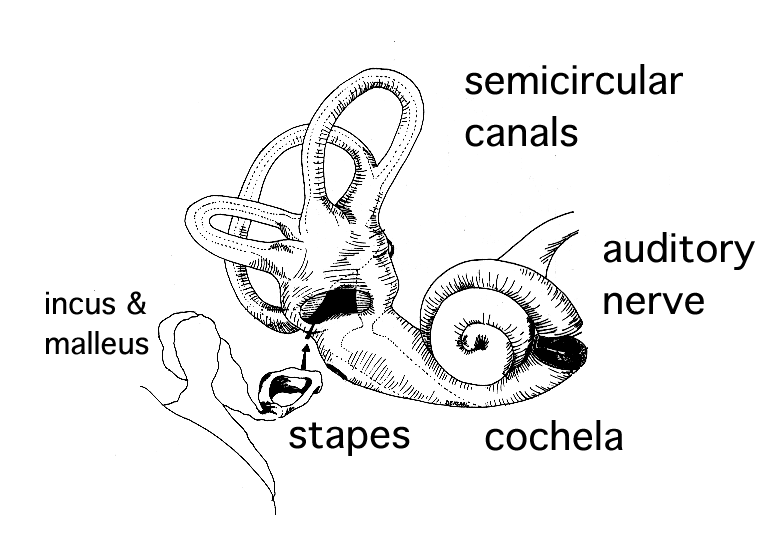 semicircular
canals
auditory
nerve
incus &
malleus
stapes
cochela